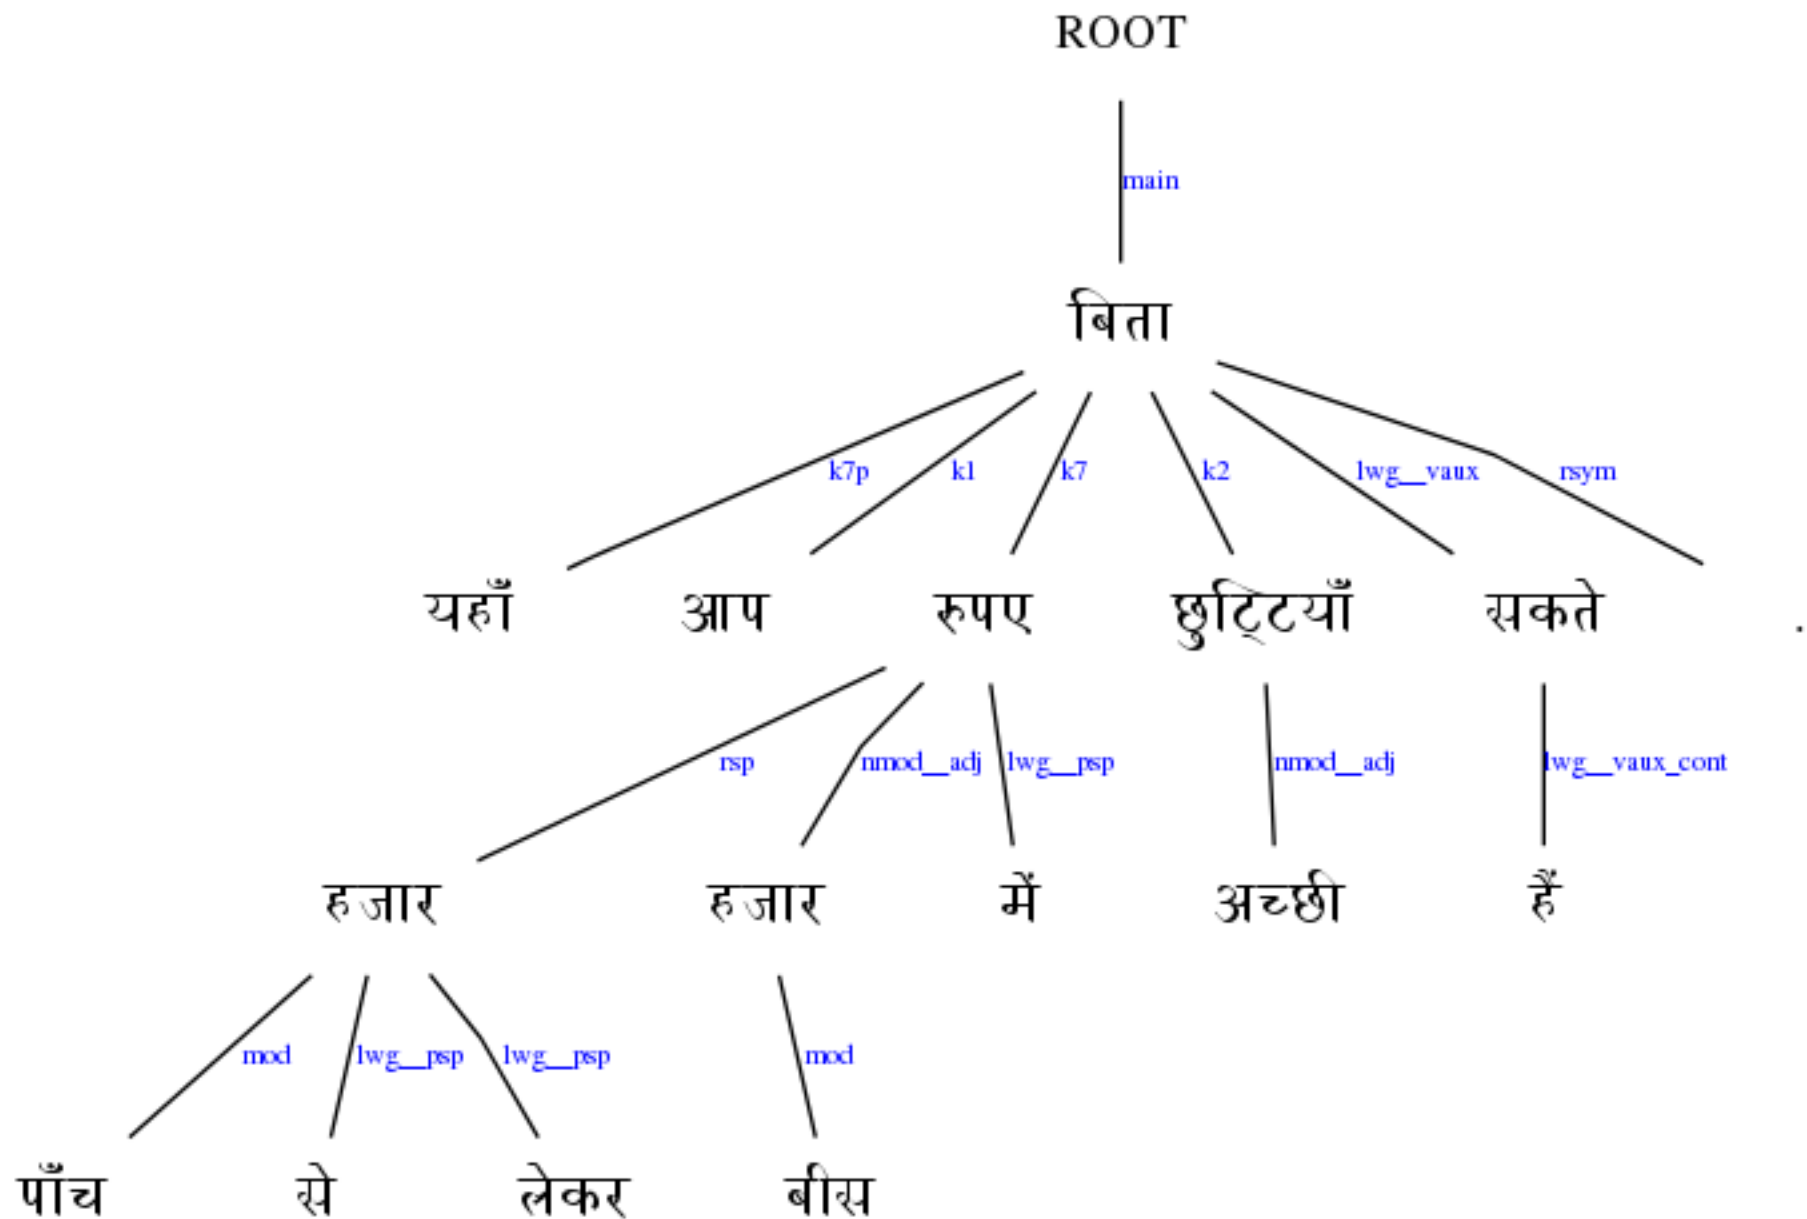 ROOT
main
बिता
k7p k1 k7 k2 lwg__vaux rsym
यहाँ आप रुपए छुट्टियाँ सकते .
rsp nmod__adj lwg__psp nmod__adj lwg__vaux_cont
हजार हजार में अच्छी हैं
mod lwg__psp lwg__psp mod
पाँच से लेकर बीस